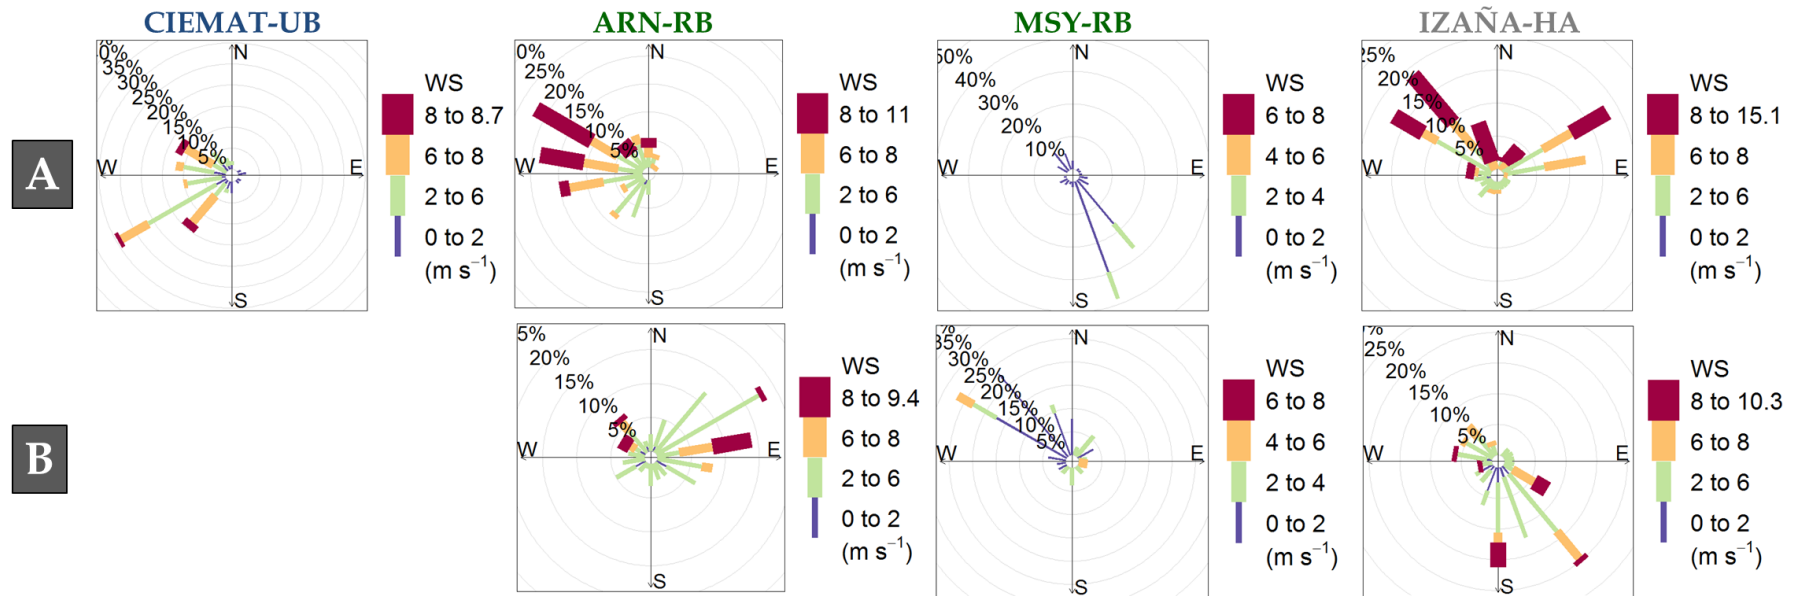 CIEMAT-UB
ARN-RB
MSY-RB
IZAÑA-HA
A
0%
35%
30%
25%
20%
15%
10%
5%
N
W
E
S
WS
8 to 8.7
6 to 8
2 to 6
0 to 2
(m s⁻¹)
0%
25%
20%
15%
10%
5%
N
W
E
S
WS
8 to 11
6 to 8
2 to 6
0 to 2
(m s⁻¹)
50%
40%
30%
20%
10%
N
W
E
S
WS
6 to 8
4 to 6
2 to 4
0 to 2
(m s⁻¹)
25%
20%
15%
10%
5%
N
W
E
S
WS
8 to 15.1
6 to 8
2 to 6
0 to 2
(m s⁻¹)
B
5%
20%
15%
10%
5%
N
W
E
S
WS
8 to 9.4
6 to 8
2 to 6
0 to 2
(m s⁻¹)
%
35%
30%
25%
20%
15%
10%
5%
N
W
E
S
WS
6 to 8
4 to 6
2 to 4
0 to 2
(m s⁻¹)
%
25%
20%
15%
10%
5%
N
W
E
S
WS
8 to 10.3
6 to 8
2 to 6
0 to 2
(m s⁻¹)